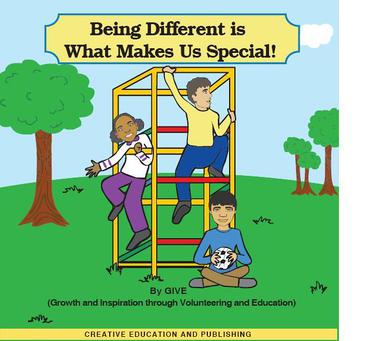 Being Different is
What Makes Us Special!
By GIVE
(Growth and Inspiration through Volunteering and Education)
CREATIVE EDUCATION AND PUBLISHING